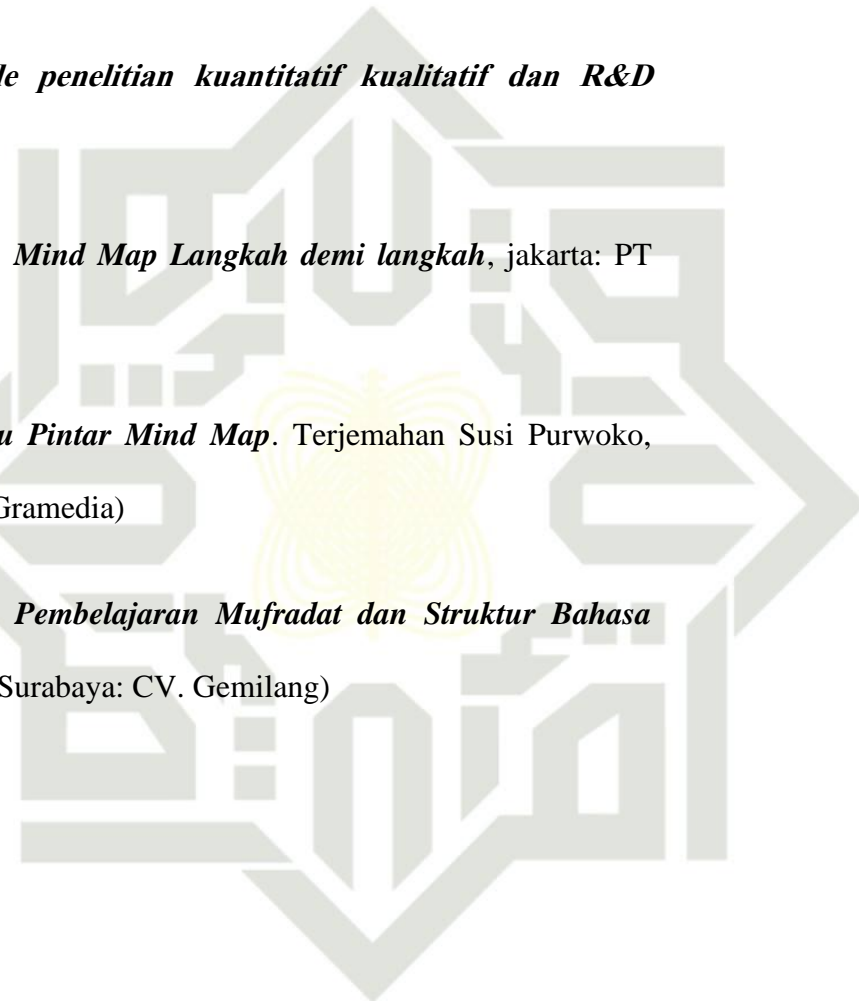 le penelitian kuantitatif kualitatif dan R&D
Mind Map Langkah demi langkah, jakarta: PT
u Pintar Mind Map. Terjemahan Susi Purwoko,
Gramedia)
Pembelajaran Mufradat dan Struktur Bahasa
Surabaya: CV. Gemilang)